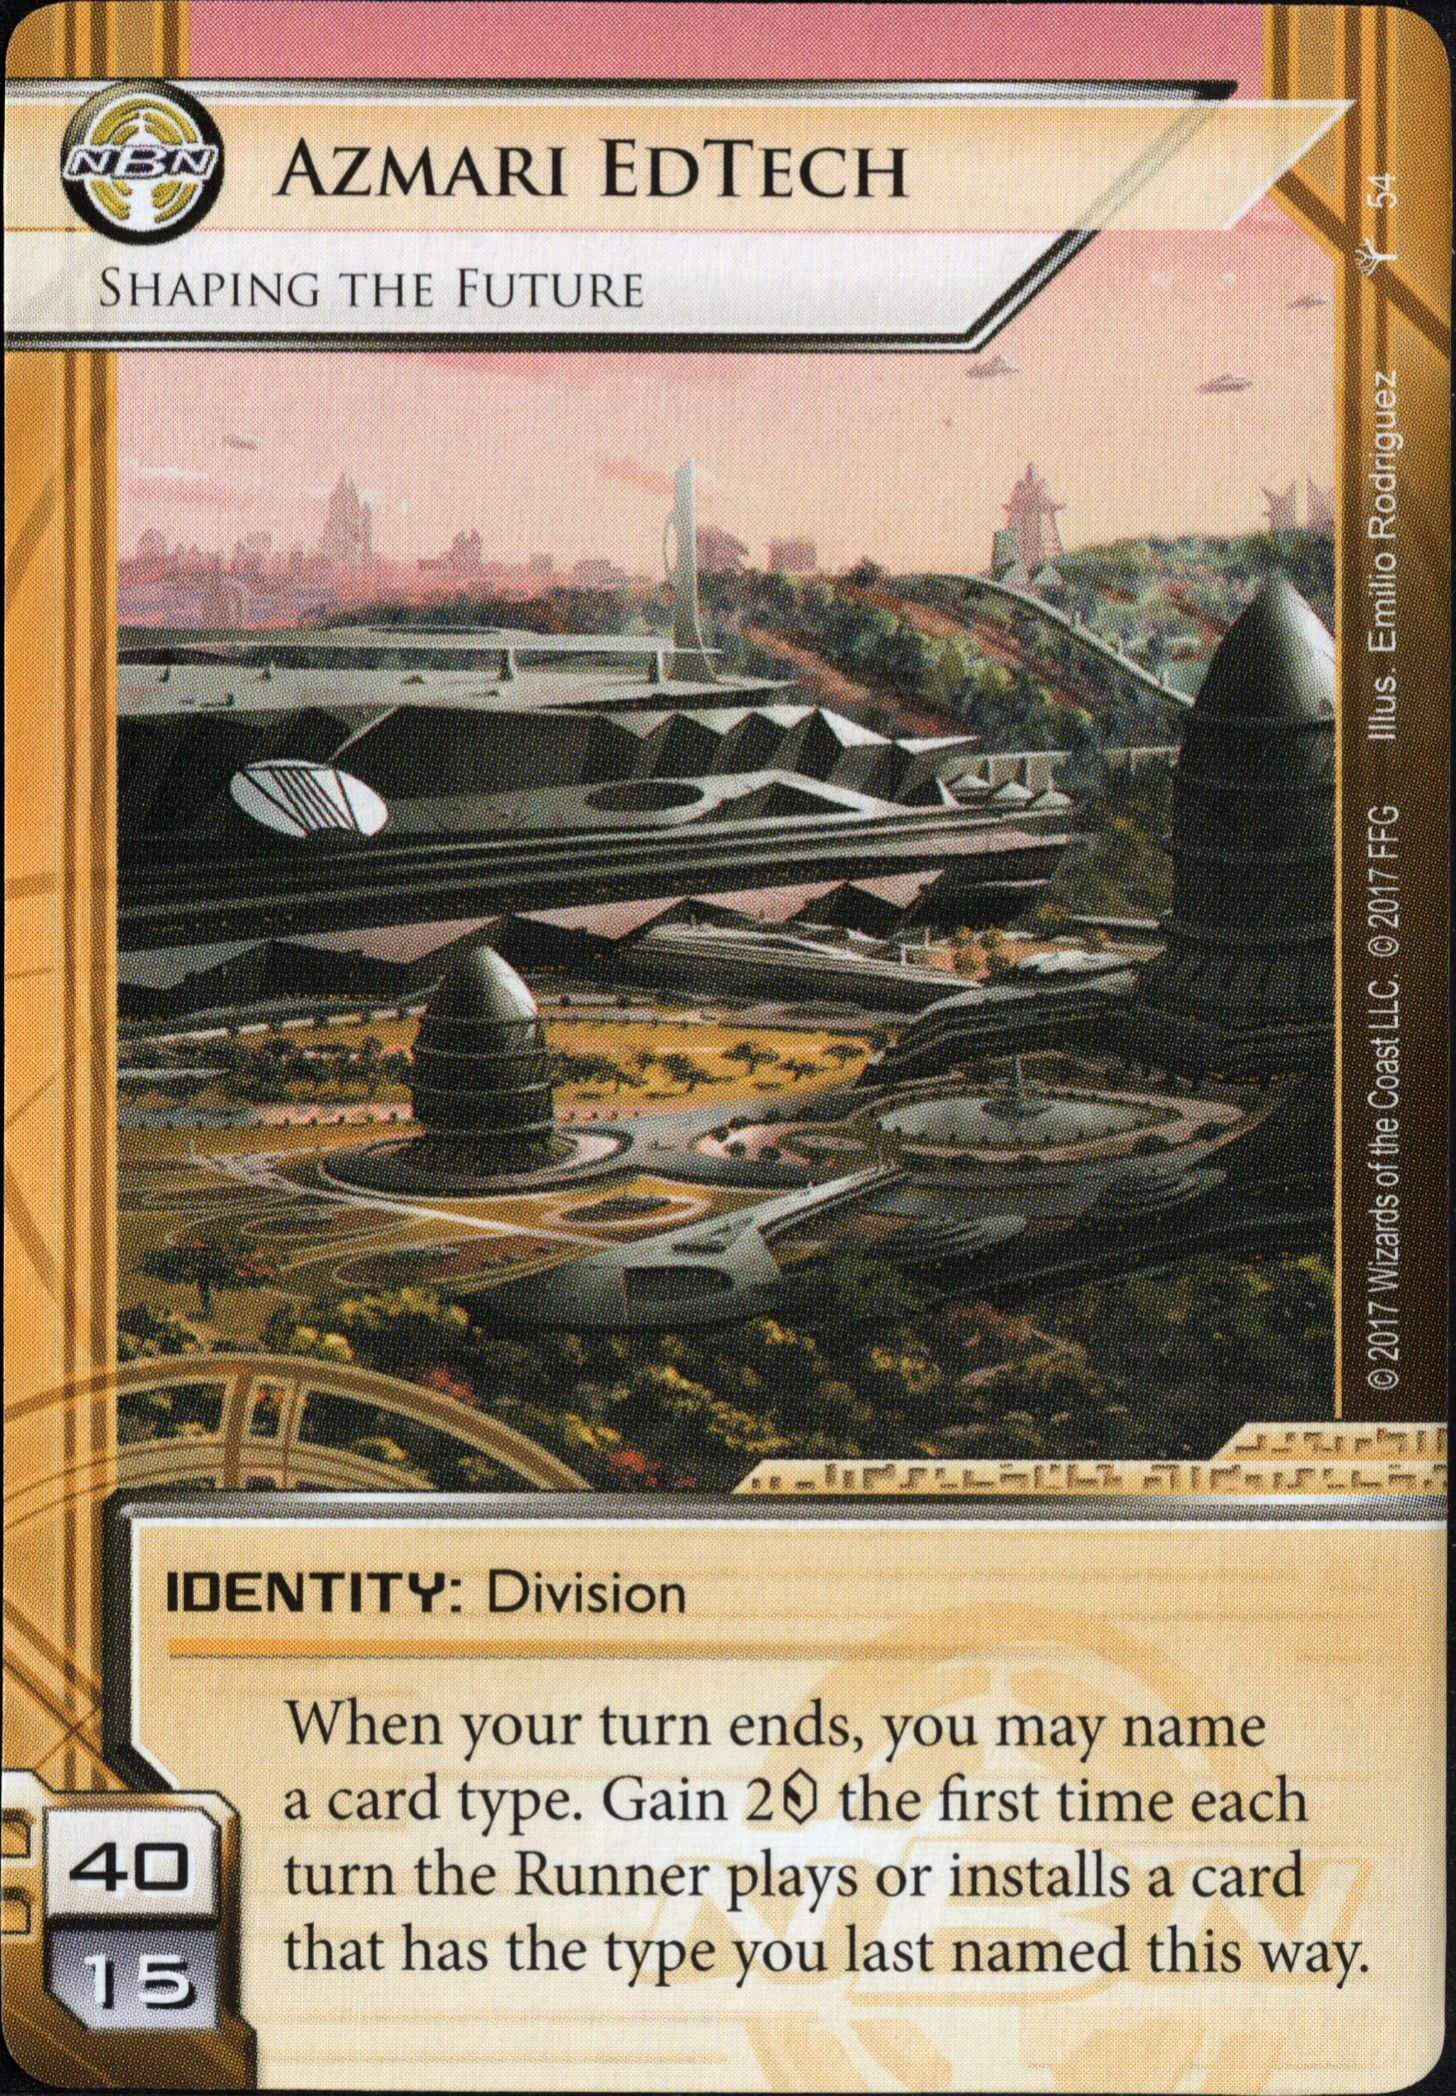 NBN
AZMARI EDTECH
SHAPING THE FUTURE
54
Illus. Emilio Rodriguez
© 2017 Wizards of the Coast LLC. © 2017 FFG
IDENTITY: Division
When your turn ends, you may name
a card type. Gain 2 the first time each
turn the Runner plays or installs a card
that has the type you last named this way.
40
15
NBN